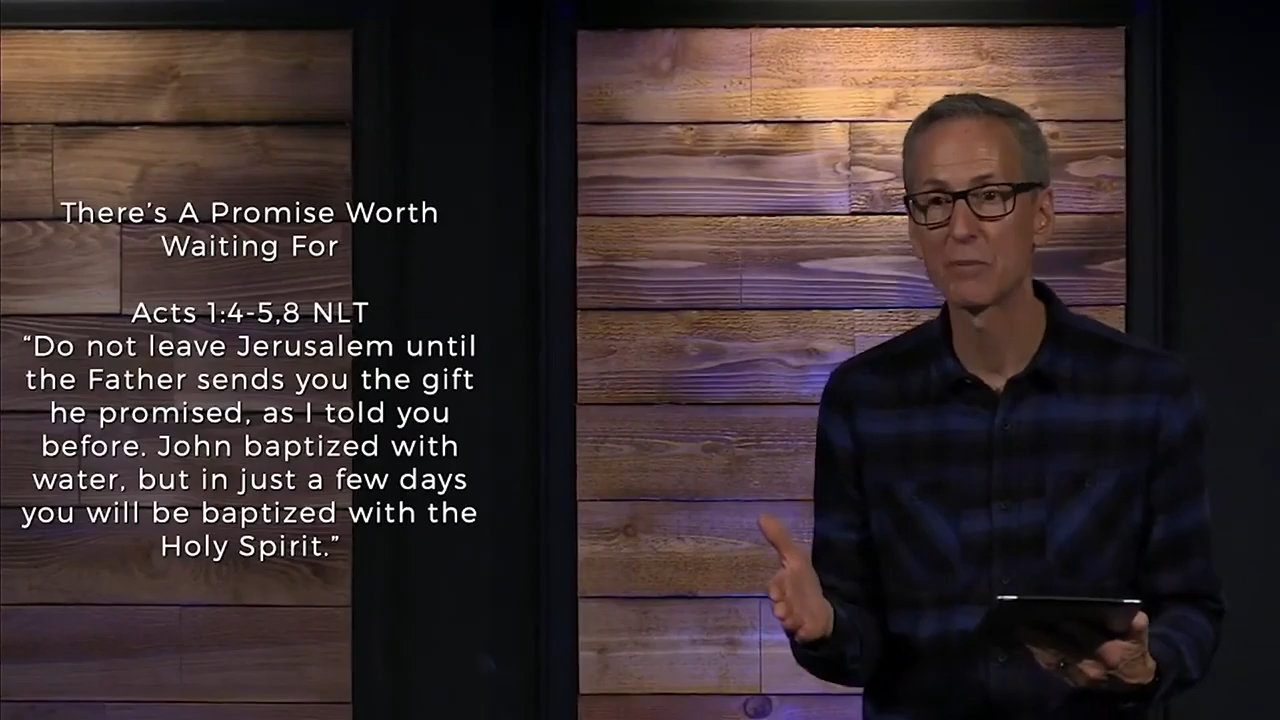 There’s A Promise Worth
Waiting For
Acts 1:4-5,8 NLT
“Do not leave Jerusalem until
the Father sends you the gift
he promised, as I told you
before. John baptized with
water, but in just a few days
you will be baptized with the
Holy Spirit.”